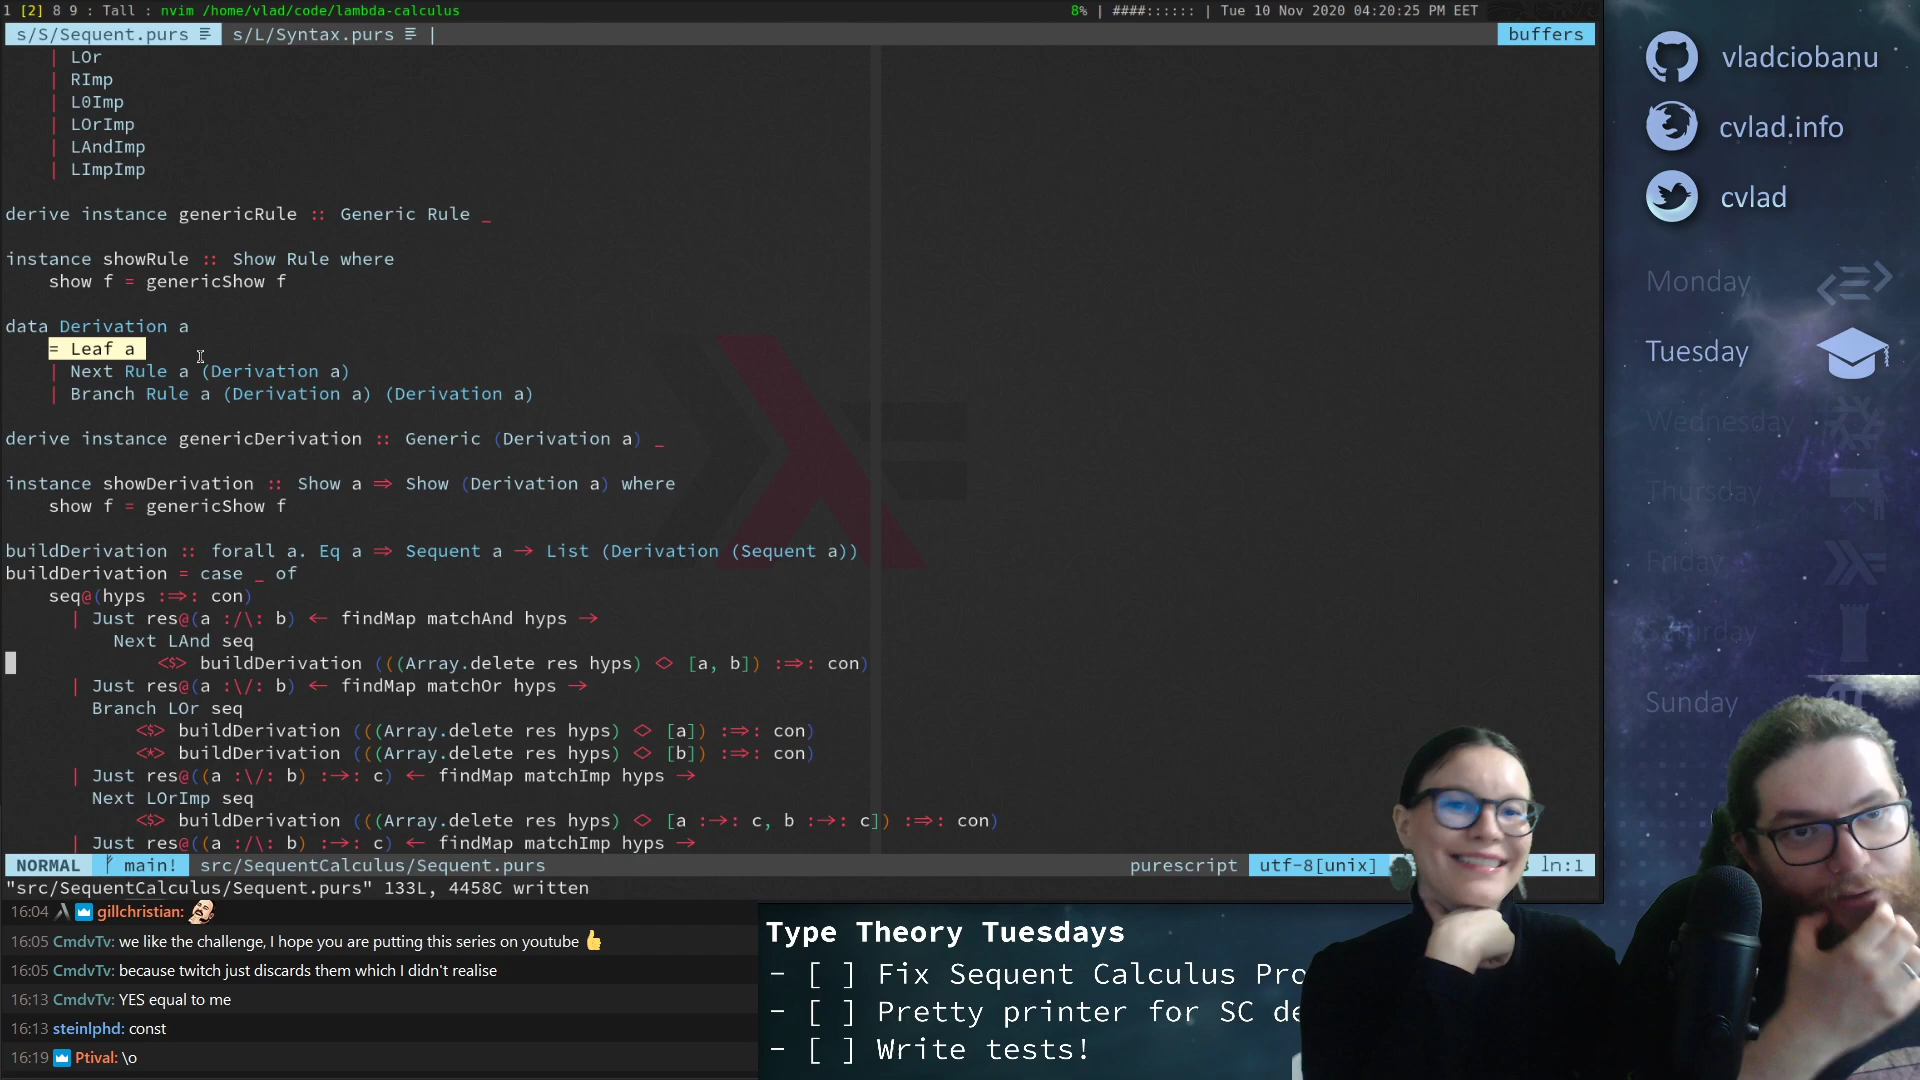 1 [2] 8 9 : Tall : nvim /home/vlad/code/lambda-calculus
8% | ####:::::: | Tue 10 Nov 2020 04:20:25 PM EET
s/S/Sequent.purs
s/L/Syntax.purs
buffers
| LOr
| RImp
| L0Imp
| LOrImp
| LAndImp
| LImpImp
derive instance genericRule :: Generic Rule _
instance showRule :: Show Rule where
show f = genericShow f
data Derivation a
= Leaf a
| Next Rule a (Derivation a)
| Branch Rule a (Derivation a) (Derivation a)
derive instance genericDerivation :: Generic (Derivation a) _
instance showDerivation :: Show a ⇒ Show (Derivation a) where
show f = genericShow f
buildDerivation :: forall a. Eq a ⇒ Sequent a → List (Derivation (Sequent a))
buildDerivation = case _ of
seq@(hyps :⇒: con)
| Just res@(a :/\: b) ← findMap matchAnd hyps →
Next LAnd seq
<$> buildDerivation (((Array.delete res hyps) <> [a, b]) :⇒: con)
| Just res@(a :\/: b) ← findMap matchOr hyps →
Branch LOr seq
<$> buildDerivation (((Array.delete res hyps) <> [a]) :⇒: con)
<*> buildDerivation (((Array.delete res hyps) <> [b]) :⇒: con)
| Just res@((a :\/: b) :→: c) ← findMap matchImp hyps →
Next LOrImp seq
<$> buildDerivation (((Array.delete res hyps) <> [a :→: c, b :→: c]) :⇒: con)
| Just res@((a :/\: b) :→: c) ← findMap matchImp hyps →
NORMAL main! src/SequentCalculus/Sequent.purs
purescript utf-8[unix]
ln:1
"src/SequentCalculus/Sequent.purs" 133L, 4458C written
16:04 gillchristian:
16:05 CmdvTv: we like the challenge, I hope you are putting this series on youtube 👍
16:05 CmdvTv: because twitch just discards them which I didn't realise
16:13 CmdvTv: YES equal to me
16:13 steinlphd: const
16:19 Ptival: \o
Type Theory Tuesdays
- [ ] Fix Sequent Calculus Pro
- [ ] Pretty printer for SC de
- [ ] Write tests!
vladciobanu
cvlad.info
cvlad
Monday
Tuesday
Wednesday
Thursday
Friday
Saturday
Sunday